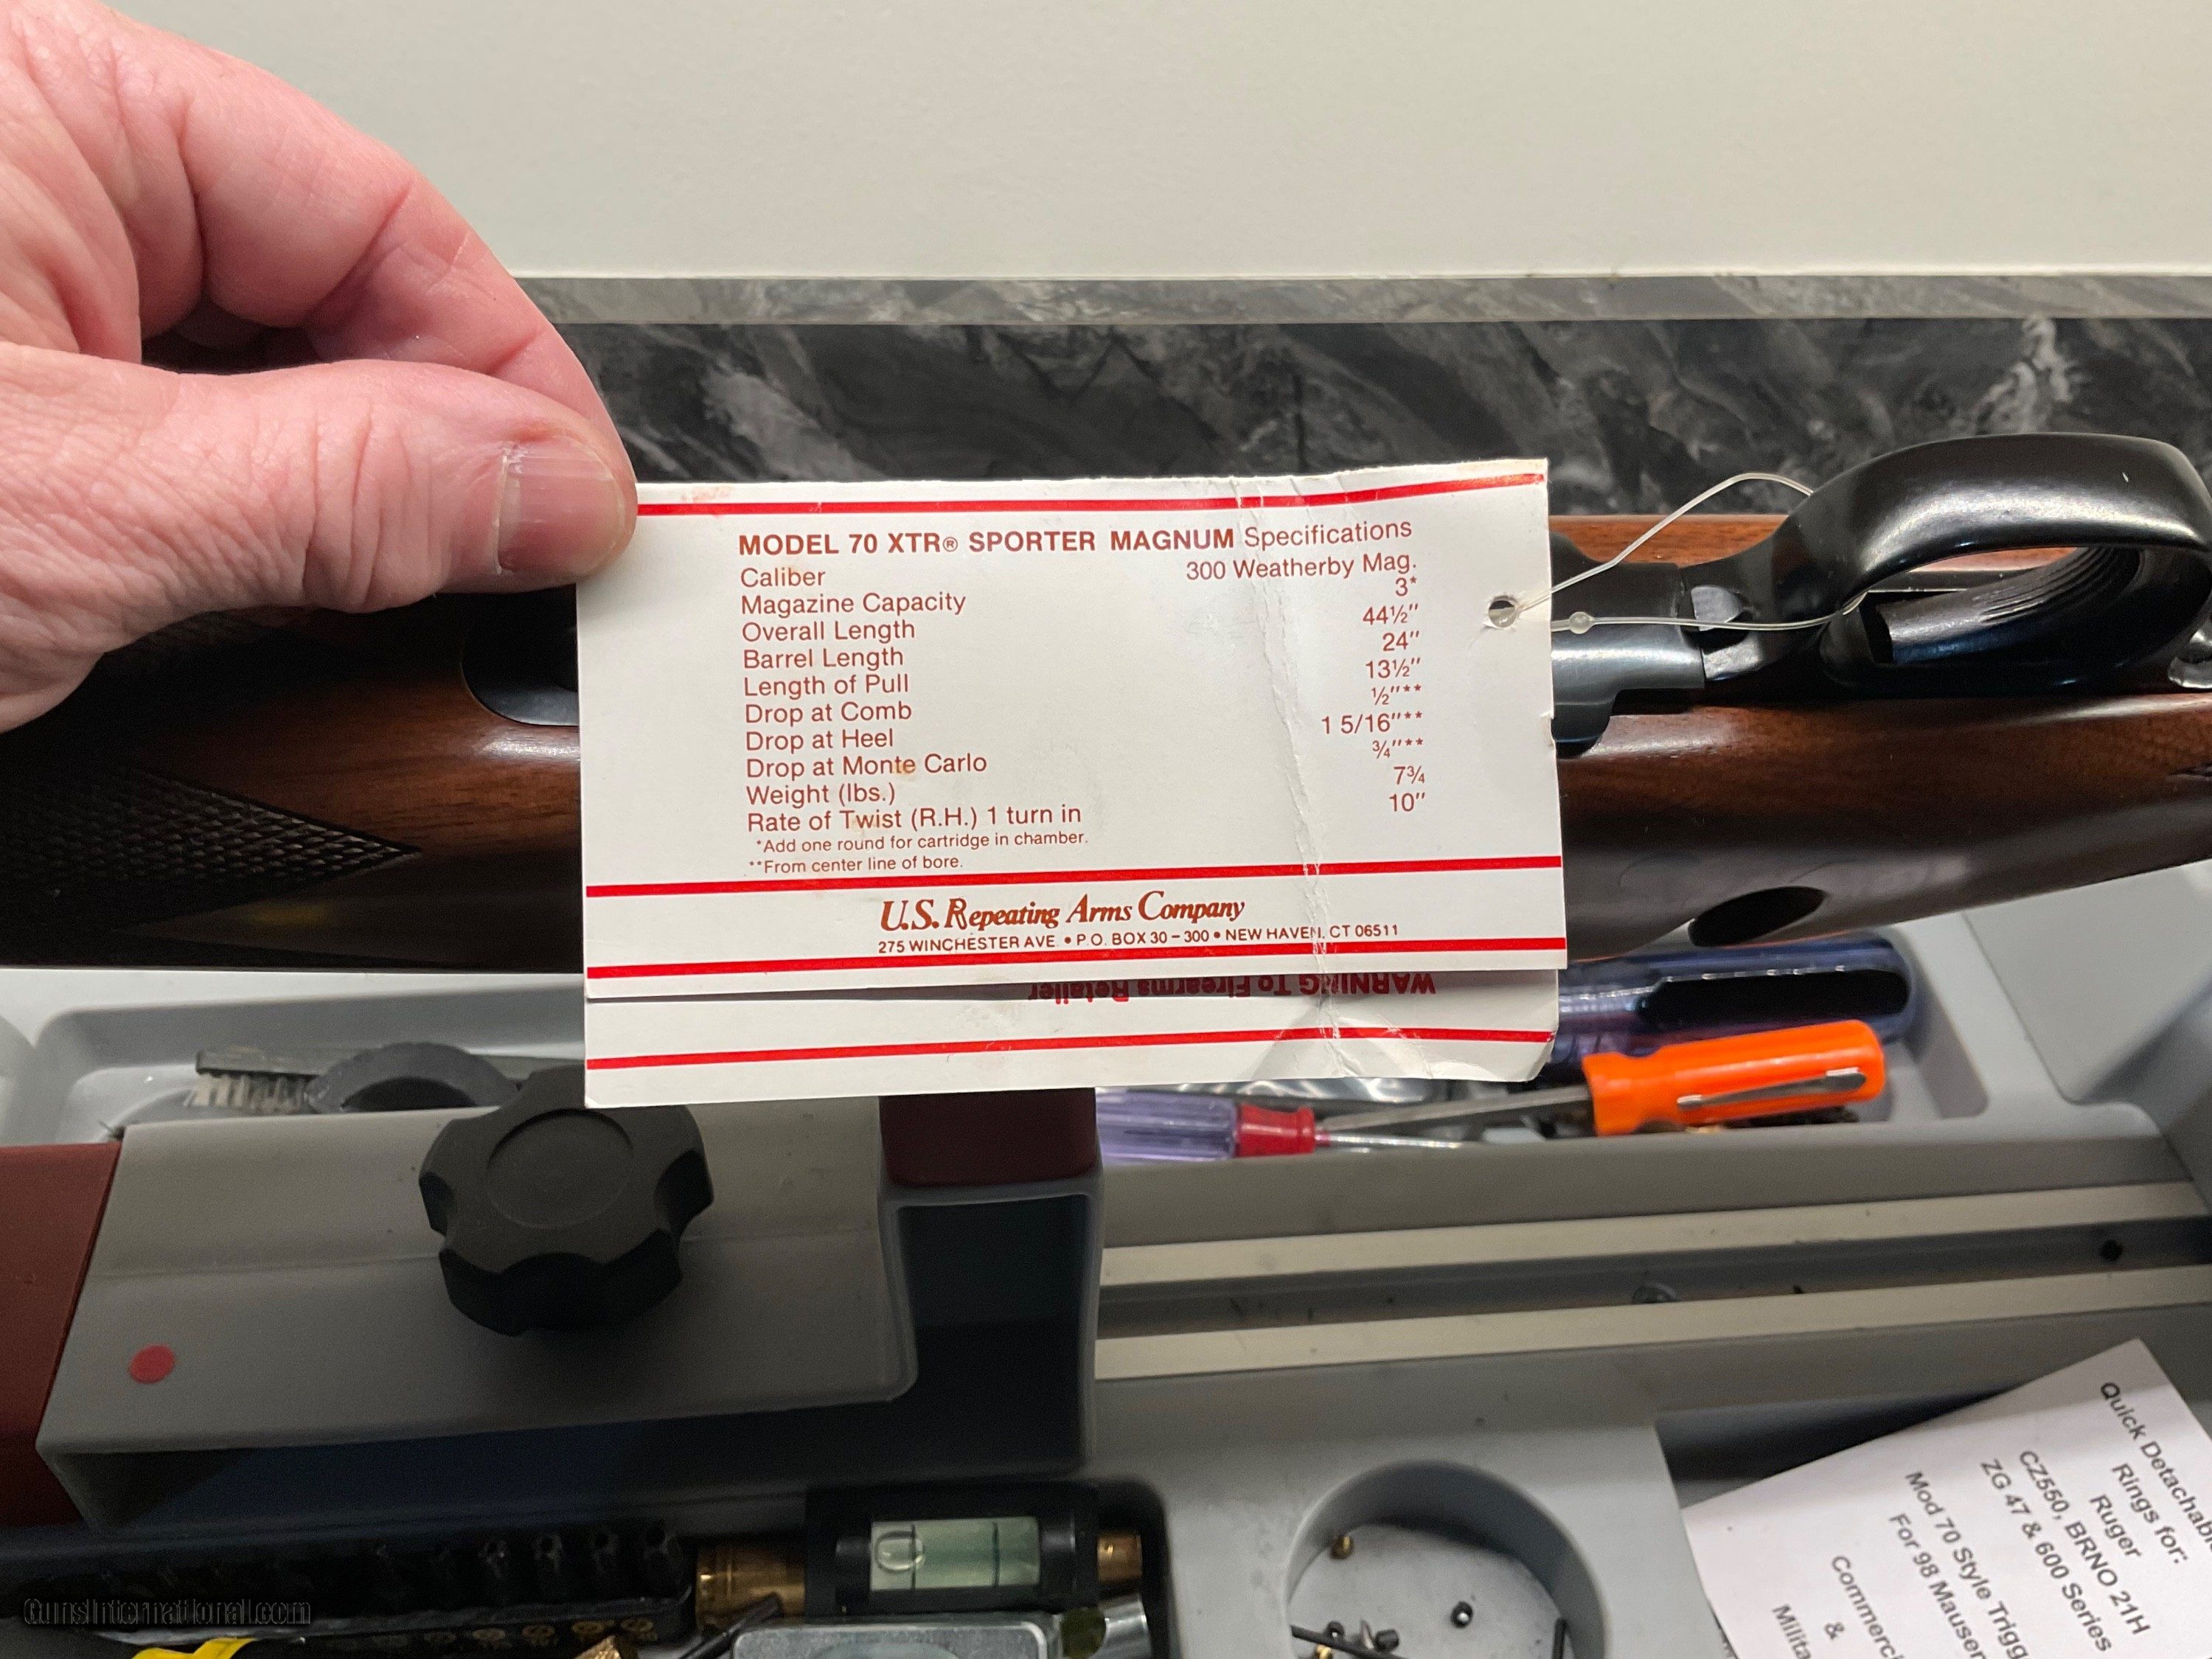 MODEL 70 XTR® SPORTER MAGNUM Specifications
Caliber 300 Weatherby Mag.
Magazine Capacity 3*
Overall Length 44½"
Barrel Length 24"
Length of Pull 13½"
Drop at Comb ½"**
Drop at Heel 1 5/16"**
Drop at Monte Carlo ¾"**
Weight (lbs.) 7¾
Rate of Twist (R.H.) 1 turn in 10"
*Add one round for cartridge in chamber.
**From center line of bore.
U.S. Repeating Arms Company
275 WINCHESTER AVE • P.O. BOX 30-300 • NEW HAVEN, CT 06511
WARNING To Firearms Retailer
Quick
Rings for:
Ruger
CZ550, BRNO 21H
ZG 47 & 600 Series
Mod 70 Style
For 98
&
GunsInternational.com